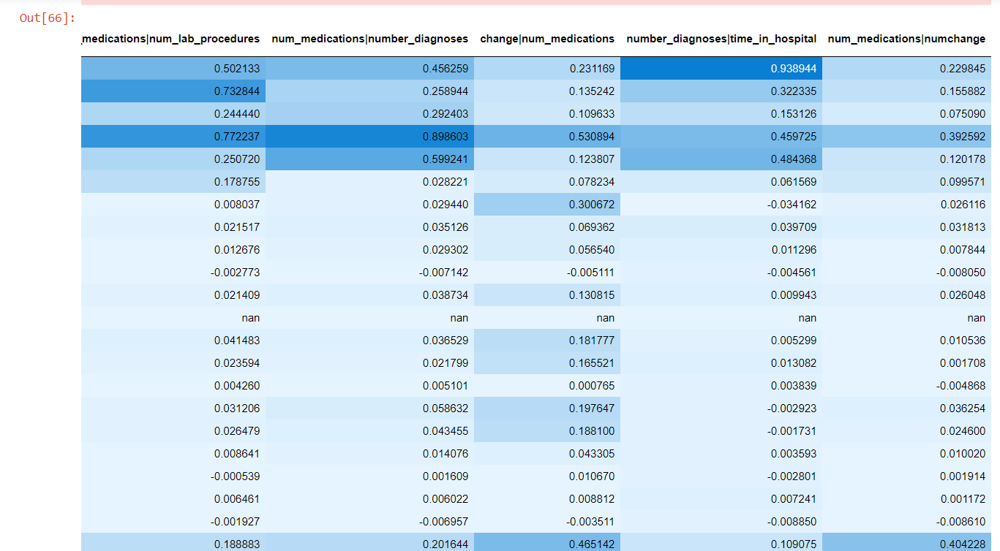 Out[66]:
_medications|num_lab_procedures num_medications|number_diagnoses change|num_medications number_diagnoses|time_in_hospital num_medications|numchange
0.502133 0.456259 0.231169 0.938944 0.229845
0.732844 0.258944 0.135242 0.322335 0.155882
0.244440 0.292403 0.109633 0.153126 0.075090
0.772237 0.898603 0.530894 0.459725 0.392592
0.250720 0.599241 0.123807 0.484368 0.120178
0.178755 0.028221 0.078234 0.061569 0.099571
0.008037 0.029440 0.300672 -0.034162 0.026116
0.021517 0.035126 0.069362 0.039709 0.031813
0.012676 0.029302 0.056540 0.011296 0.007844
-0.002773 -0.007142 -0.005111 -0.004561 -0.008050
0.021409 0.038734 0.130815 0.009943 0.026048
nan nan nan nan nan
0.041483 0.036529 0.181777 0.005299 0.010536
0.023594 0.021799 0.165521 0.013082 0.001708
0.004260 0.005101 0.000765 0.003839 -0.004868
0.031206 0.058632 0.197647 -0.002923 0.036254
0.026479 0.043455 0.188100 -0.001731 0.024600
0.008641 0.014076 0.043305 0.003593 0.010020
-0.000539 0.001609 0.010670 -0.002801 0.001914
0.006461 0.006022 0.008812 0.007241 0.001172
-0.001927 -0.006957 -0.003511 -0.008850 -0.008610
0.188883 0.201644 0.465142 0.109075 0.404228